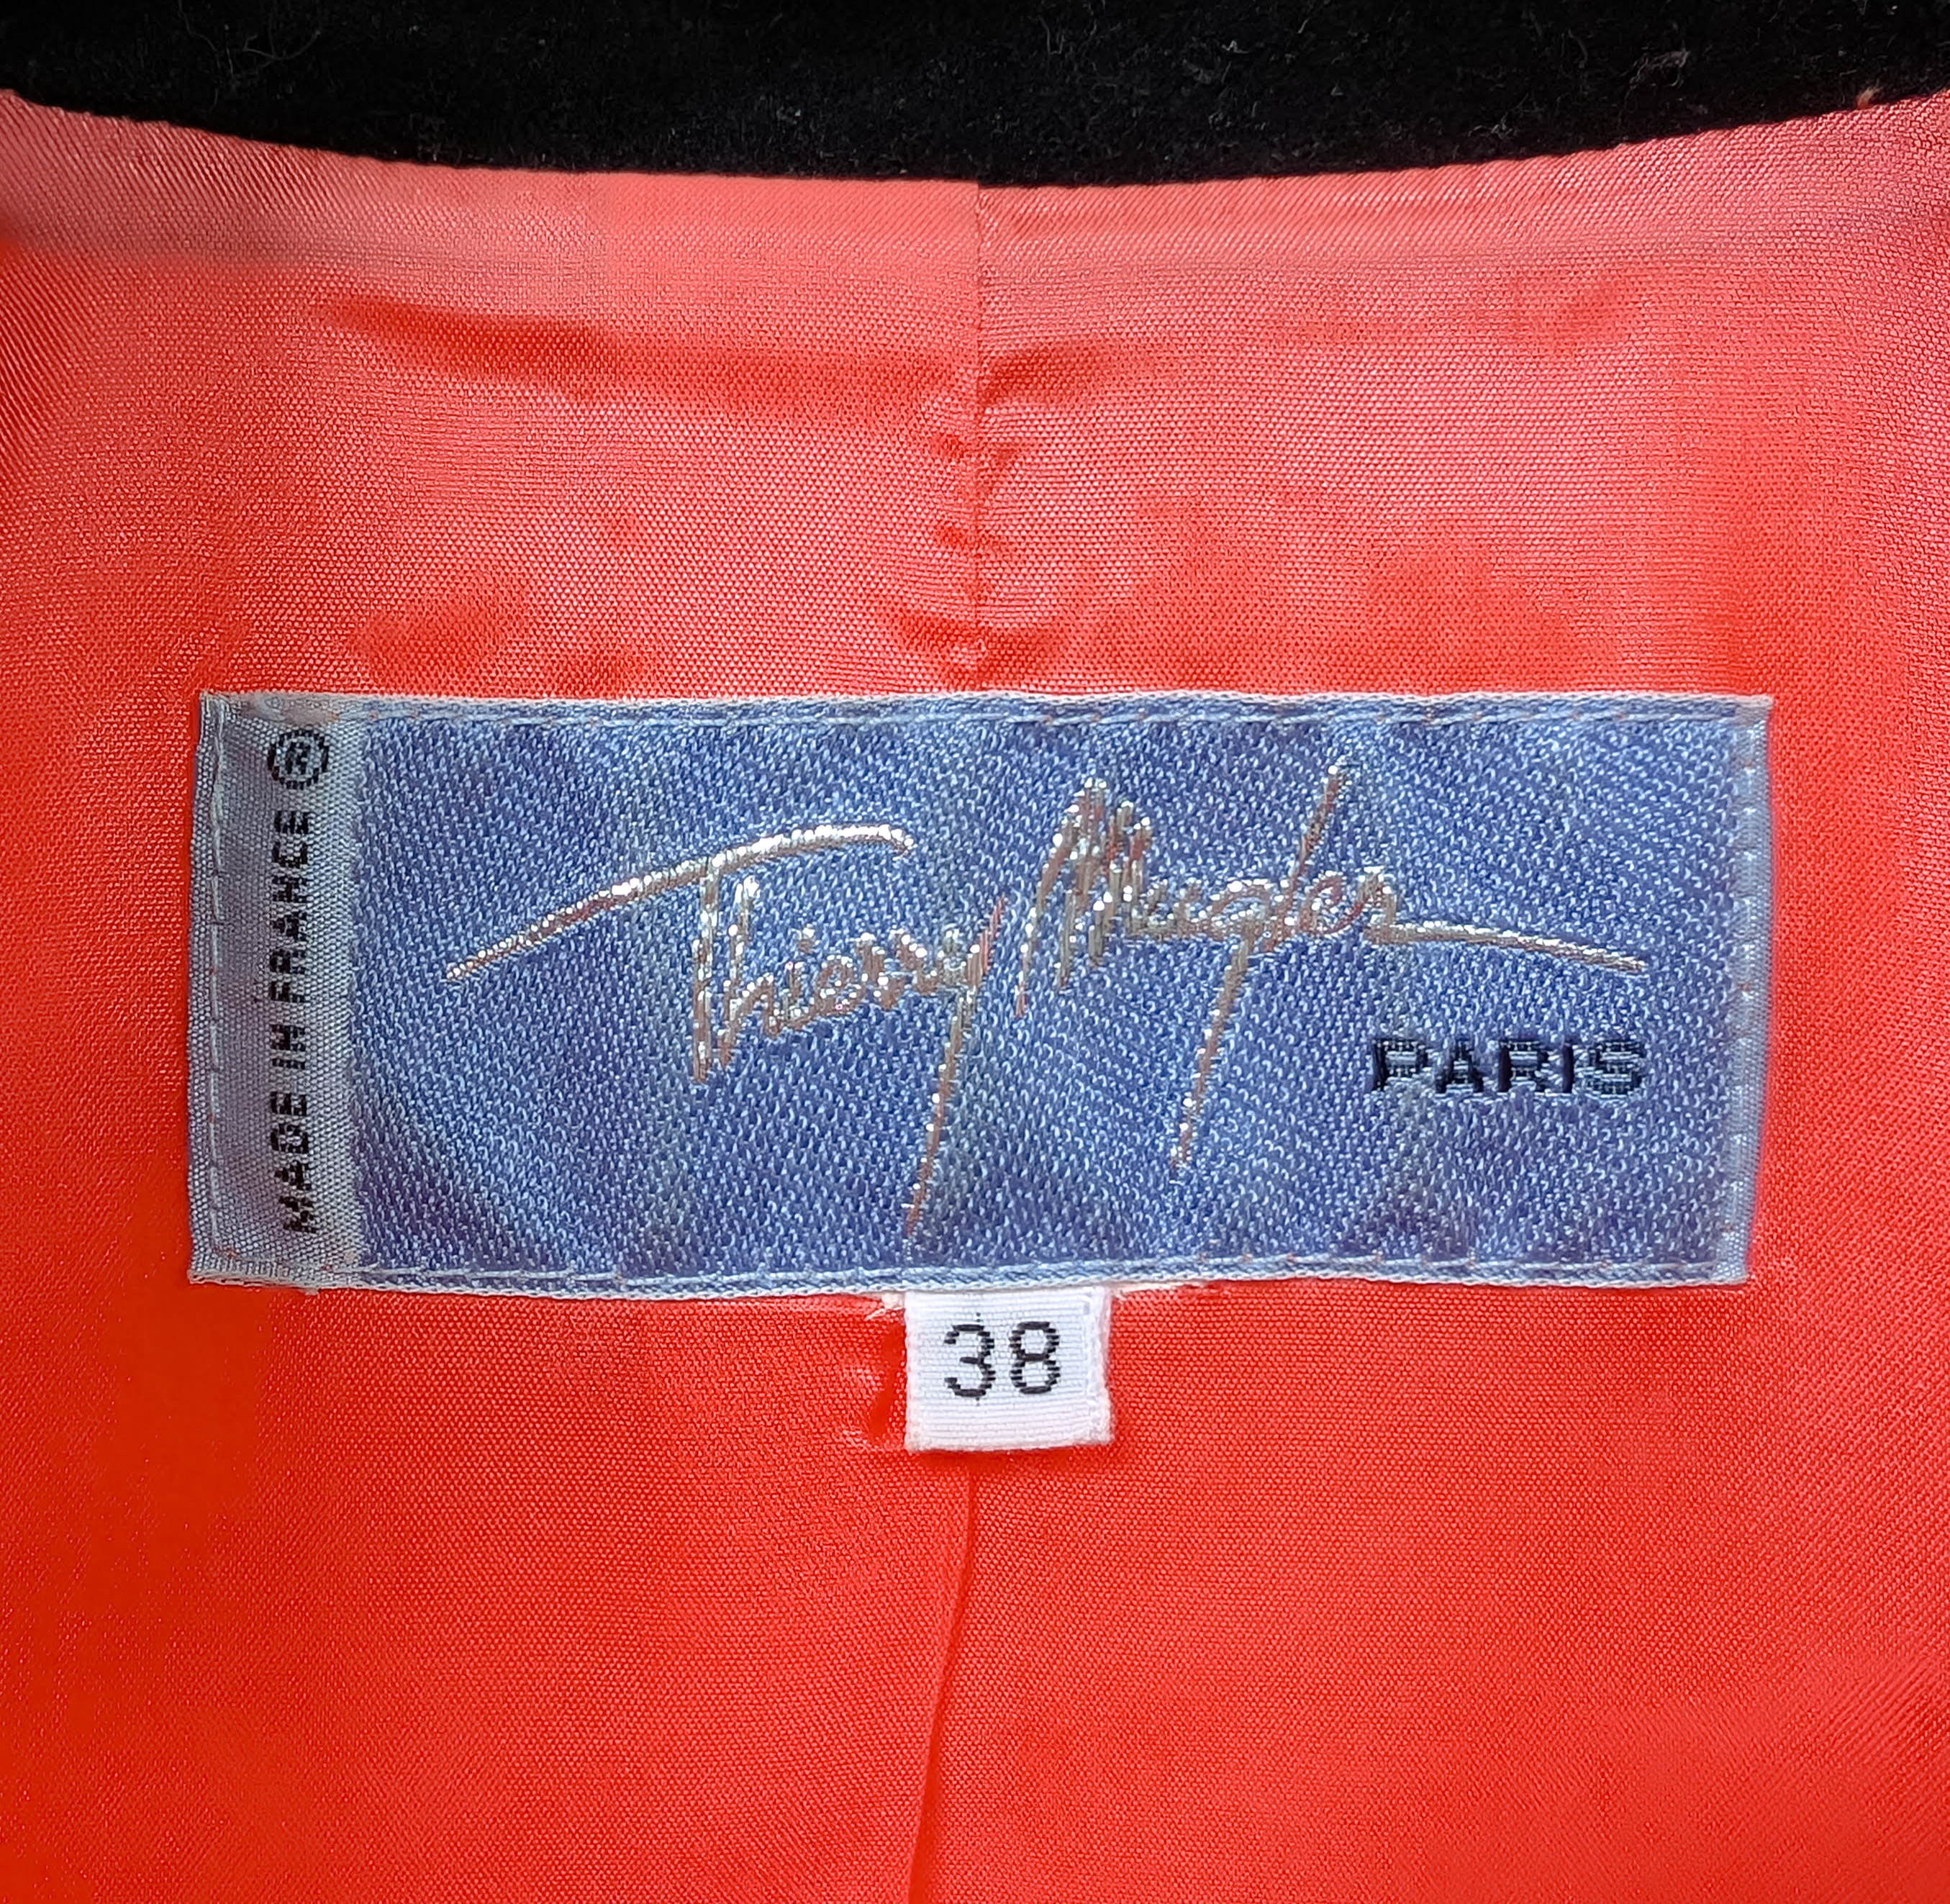 MADE IN FRANCE ®
Thierry Mugler
PARIS
38